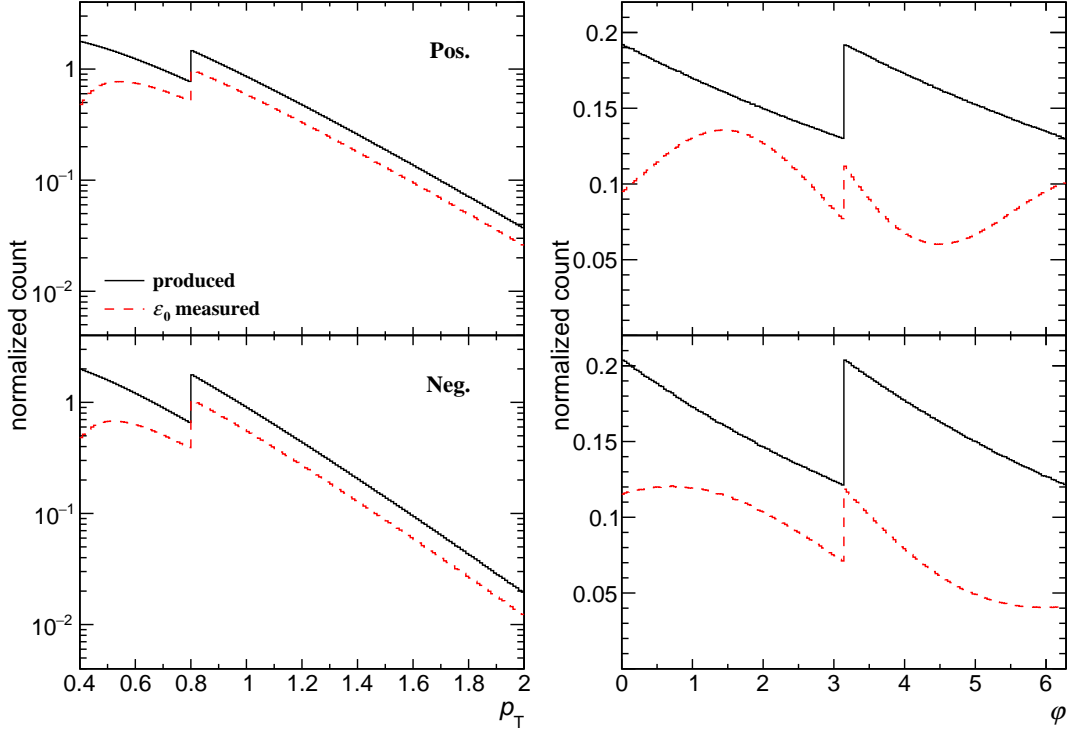 normalized count
1
10⁻¹
10⁻²
Pos.
produced
ε₀ measured
normalized count
1
10⁻¹
10⁻²
Neg.
0.4 0.6 0.8 1 1.2 1.4 1.6 1.8 2
p_T
normalized count
0.2
0.15
0.1
0.05
normalized count
0.2
0.15
0.1
0.05
0 1 2 3 4 5 6
φ